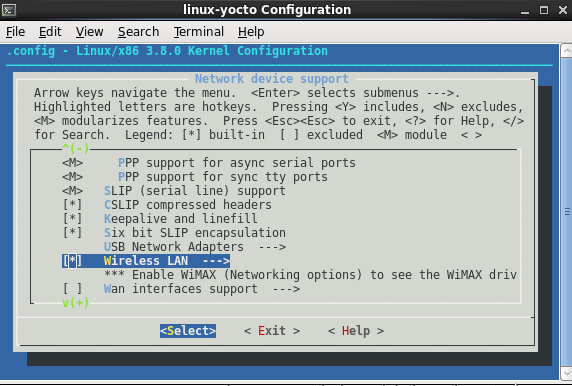 linux-yocto Configuration
File Edit View Search Terminal Help
.config - Linux/x86 3.8.0 Kernel Configuration
Network device support
Arrow keys navigate the menu. <Enter> selects submenus --->.
Highlighted letters are hotkeys. Pressing <Y> includes, <N> excludes,
<M> modularizes features. Press <Esc><Esc> to exit, <?> for Help, </>
for Search. Legend: [*] built-in [ ] excluded <M> module < >
^(-)
<M> PPP support for async serial ports
<M> PPP support for sync tty ports
<M> SLIP (serial line) support
[*] CSLIP compressed headers
[*] Keepalive and linefill
[*] Six bit SLIP encapsulation
USB Network Adapters --->
[*] Wireless LAN --->
*** Enable WiMAX (Networking options) to see the WiMAX driv
[ ] Wan interfaces support --->
v(+)
<Select> < Exit > < Help >